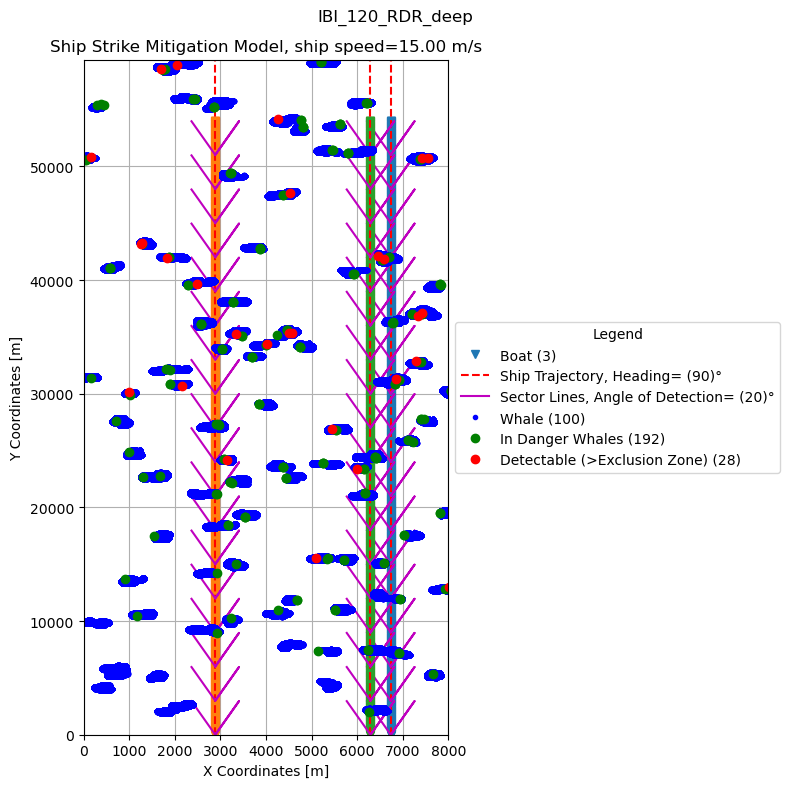 IBI_120_RDR_deep
Ship Strike Mitigation Model, ship speed=15.00 m/s
Y Coordinates [m]
50000
40000
30000
20000
10000
0
0 1000 2000 3000 4000 5000 6000 7000 8000
X Coordinates [m]
Legend
Boat (3)
Ship Trajectory, Heading= (90)°
Sector Lines, Angle of Detection= (20)°
Whale (100)
In Danger Whales (192)
Detectable (>Exclusion Zone) (28)